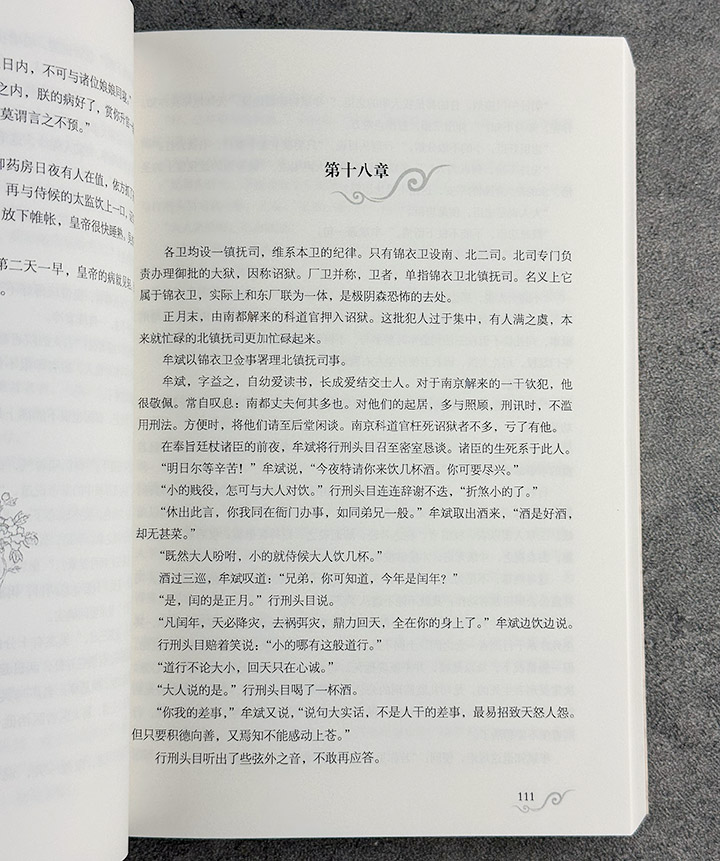 日内，不可与诸位娘娘同
之内，朕的病好了，赏你升官
莫谓言之不预。”
卬药房日夜有人在值，依方抓
再与侍候的太监饮上一口，
放下帷帐，皇帝很快睡熟，
第二天一早，皇帝的病就见
。
第十八章
各卫均设一镇抚司，维系本卫的纪律。只有锦衣卫设南、北二司。北司专门负
责办理御批的大狱，因称诏狱。厂卫并称，卫者，单指锦衣卫北镇抚司。名义上它
属于锦衣卫，实际上和东厂联为一体，是极阴森恐怖的去处。
正月末，由南都解来的科道官押入诏狱。这批犯人过于集中，有人满之虞，本
来就忙碌的北镇抚司更加忙碌起来。
牟斌以锦衣卫佥事署理北镇抚司事。
牟斌，字益之，自幼爱读书，长成爱结交士人。对于南京解来的一干钦犯，他
很敬佩。常自叹息：南都丈夫何其多也。对他们的起居，多与照顾，刑讯时，不滥
用刑法。方便时，将他们请至后堂闲谈。南京科道官枉死诏狱者不多，亏了有他。
在奉旨廷杖诸臣的前夜，牟斌将行刑头目召至密室恳谈。诸臣的生死系于此人。
“明日尔等辛苦！”牟斌说，“今夜特请你来饮几杯酒。你可要尽兴。”
“小的贱役，怎可与大人对饮。”行刑头目连连辞谢不迭，“折煞小的了。”
“休出此言，你我同在衙门办事，如同弟兄一般。”牟斌取出酒来，“酒是好酒，
却无甚菜。”
“既然大人吩咐，小的就侍候大人饮几杯。”
酒过三巡，牟斌叹道：“兄弟，你可知道，今年是闰年？”
“是，闰的是正月。”行刑头目说。
“凡闰年，天必降灾，去祸弭灾，鼎力回天，全在你的身上了。”牟斌边饮边说。
行刑头目赔着笑说：“小的哪有这般道行。”
“道行不论大小，回天只在心诚。”
“大人说的是。”行刑头目喝了一杯酒。
“你我的差事，”牟斌又说，“说句大实话，不是人干的差事，最易招致天怒人怨。
但只要积德向善，又焉知不能感动上苍。”
行刑头目听出了些弦外之音，不敢再应答。
111